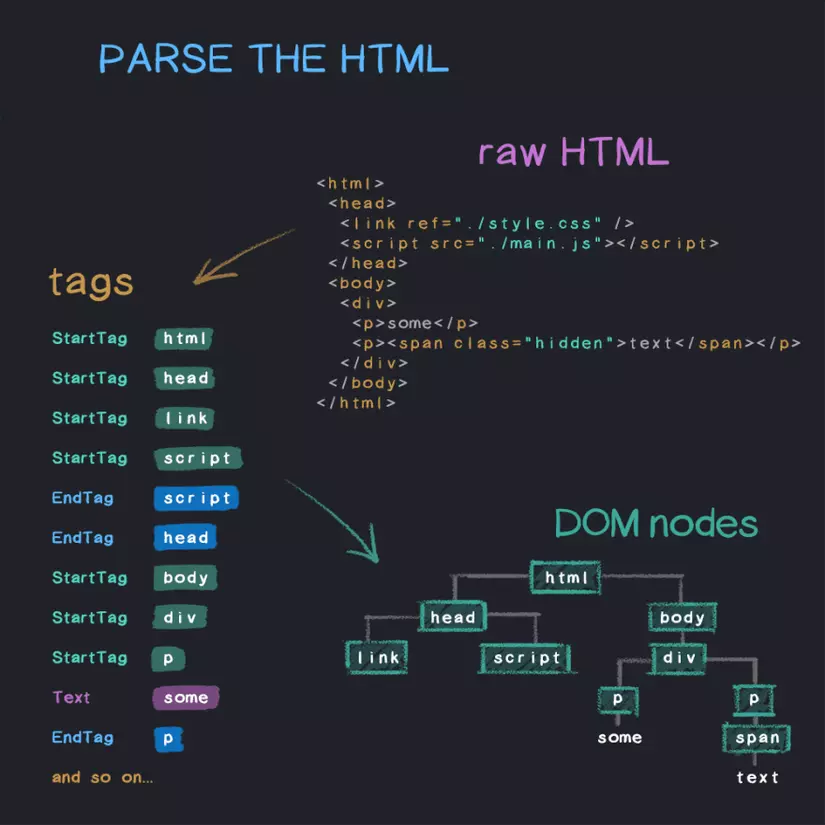 PARSE THE HTML
raw HTML
<html>
<head>
<link ref="./style.css" />
<script src="./main.js"></script>
</head>
<body>
<div>
<p>some</p>
<p><span class="hidden">text</span></p>
</div>
</body>
</html>
tags
StartTag html
StartTag head
StartTag link
StartTag script
EndTag script
EndTag head
StartTag body
StartTag div
StartTag p
Text some
EndTag p
and so on...
DOM nodes
html
head body
link script div
p p
some span
text